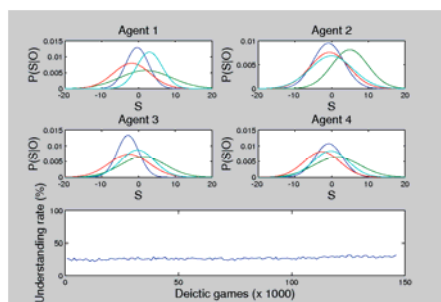 Agent 1
Agent 2
P(S|O)
0.015
0.01
0.005
0
-20 -10 0 10 20
S
P(S|O)
0.01
0.005
0
-20 -10 0 10 20
S
Agent 3
Agent 4
P(S|O)
0.015
0.01
0.005
0
-20 -10 0 10 20
S
P(S|O)
0.015
0.01
0.005
0
-20 -10 0 10 20
S
Understanding rate (%)
100
50
0
0 50 100 150
Deictic games (x 1000)